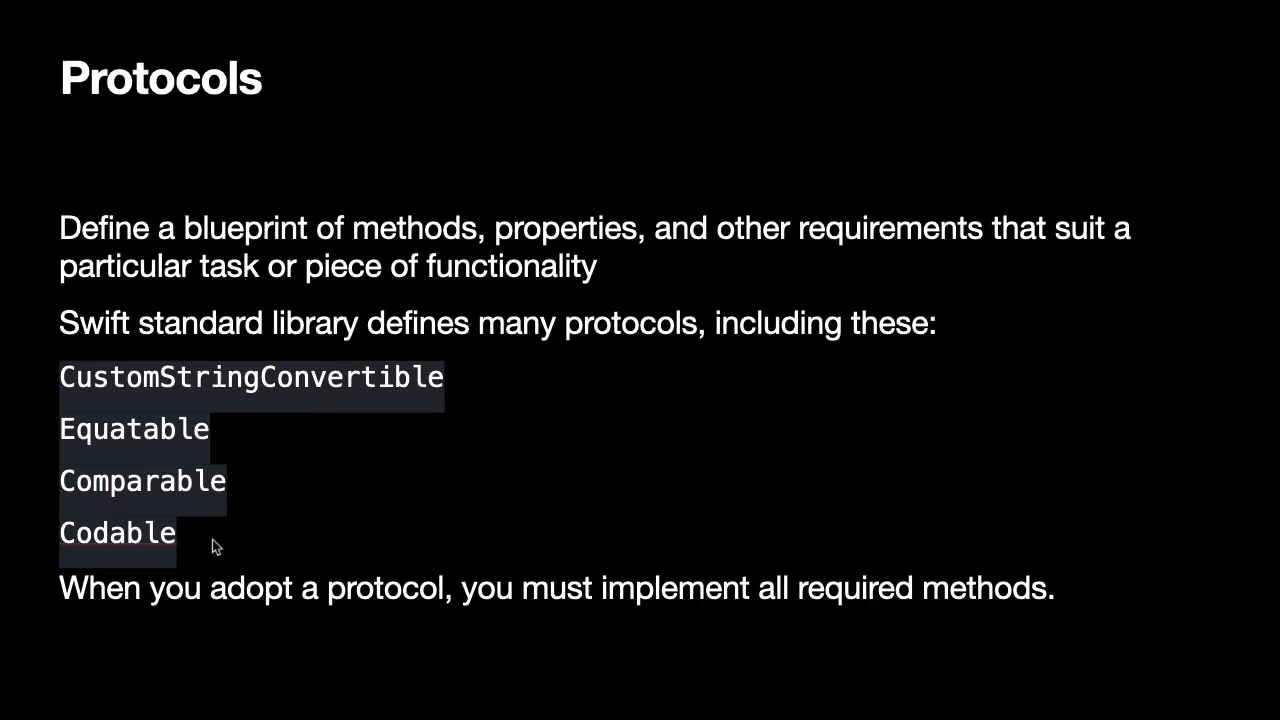 Protocols
Define a blueprint of methods, properties, and other requirements that suit a
particular task or piece of functionality
Swift standard library defines many protocols, including these:
CustomStringConvertible
Equatable
Comparable
Codable
When you adopt a protocol, you must implement all required methods.